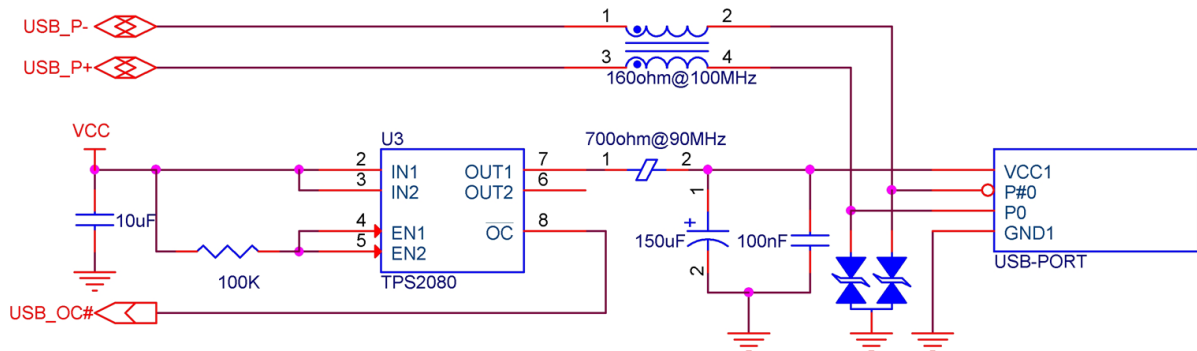 USB_P-
1
2
USB_P+
3
4
160ohm@100MHz
VCC
U3
700ohm@90MHz
2
IN1
OUT1
7
1
2
VCC1
3
IN2
OUT2
6
P#0
10uF
1
P0
4
EN1
OC
8
+
150uF
100nF
GND1
5
EN2
2
USB-PORT
100K
TPS2080
USB_OC#